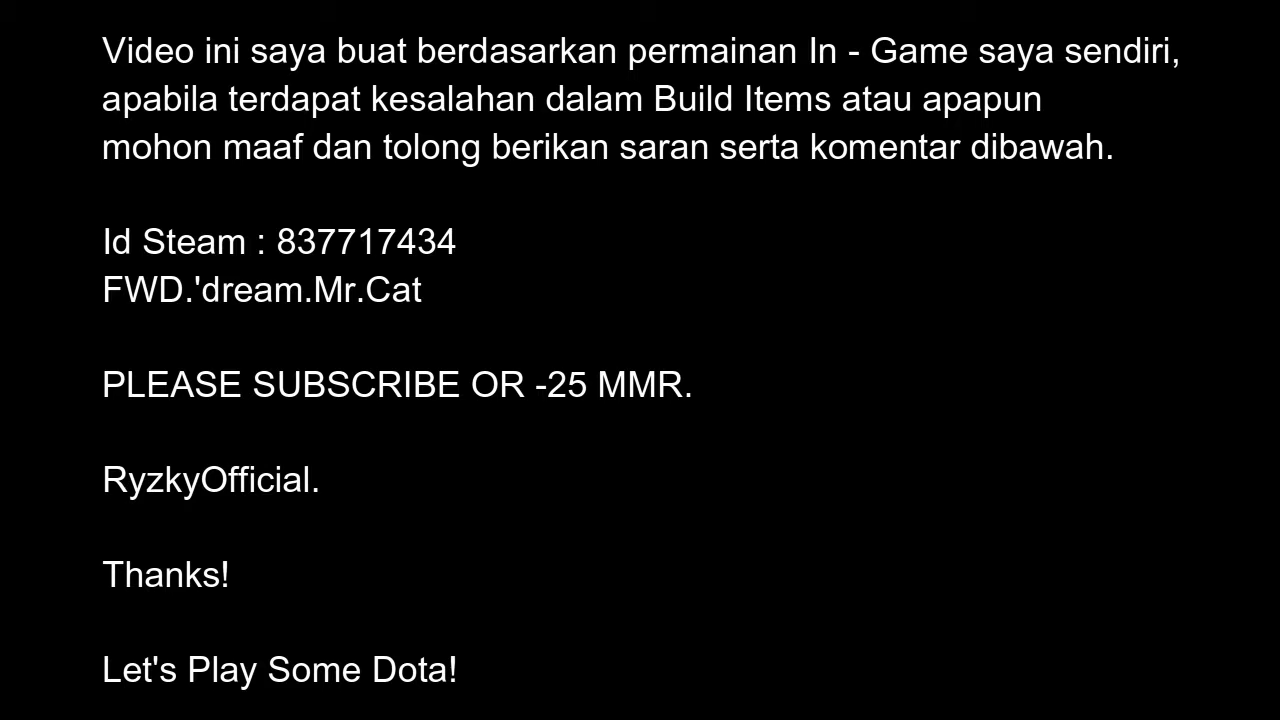 Video ini saya buat berdasarkan permainan In - Game saya sendiri,
apabila terdapat kesalahan dalam Build Items atau apapun
mohon maaf dan tolong berikan saran serta komentar dibawah.
Id Steam : 837717434
FWD.'dream.Mr.Cat
PLEASE SUBSCRIBE OR -25 MMR.
RyzkyOfficial.
Thanks!
Let's Play Some Dota!